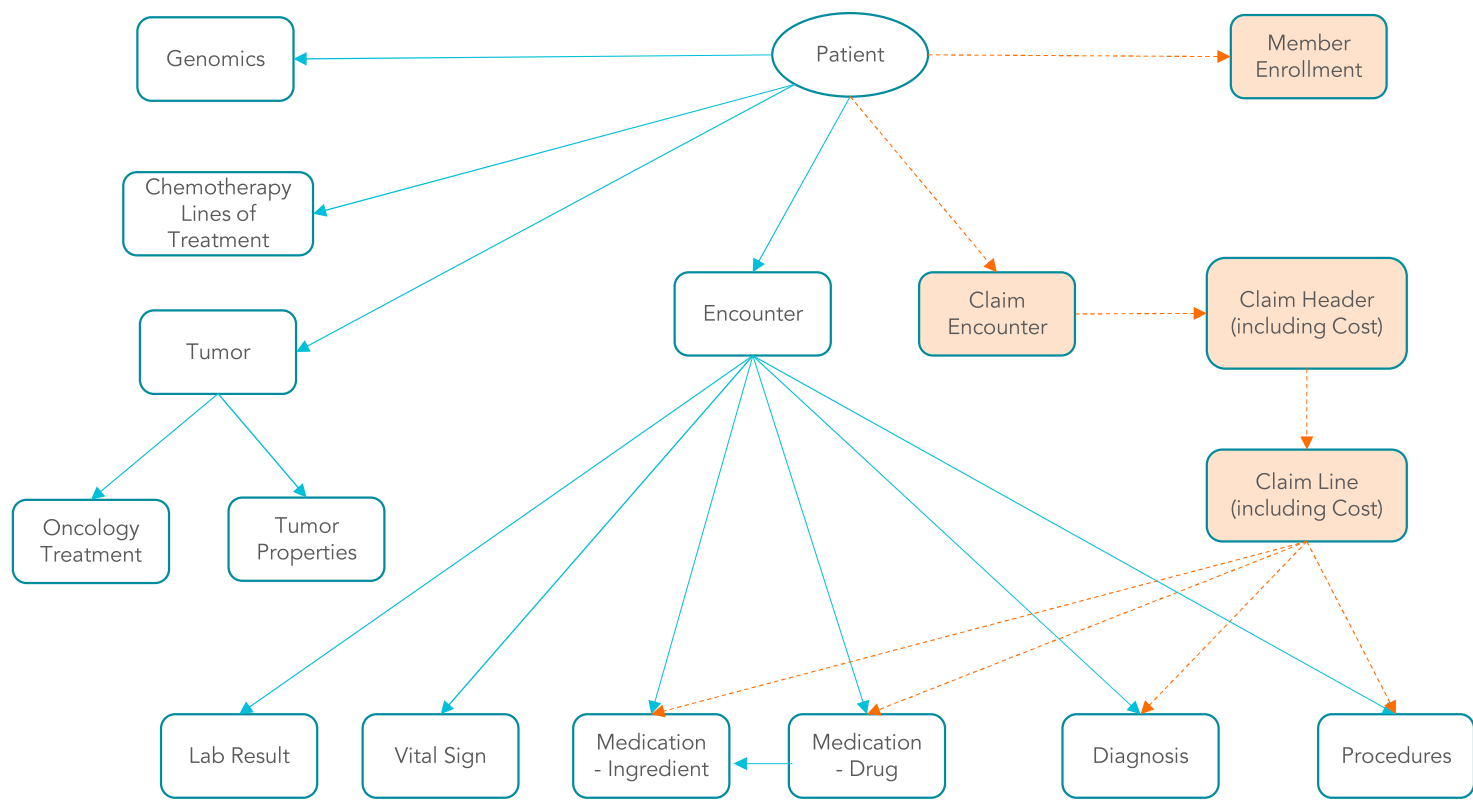 Genomics
Patient
Member
Enrollment
Chemotherapy
Lines of
Treatment
Encounter
Claim
Encounter
Claim Header
(including Cost)
Tumor
Claim Line
(including Cost)
Oncology
Treatment
Tumor
Properties
Lab Result
Vital Sign
Medication
- Ingredient
Medication
- Drug
Diagnosis
Procedures